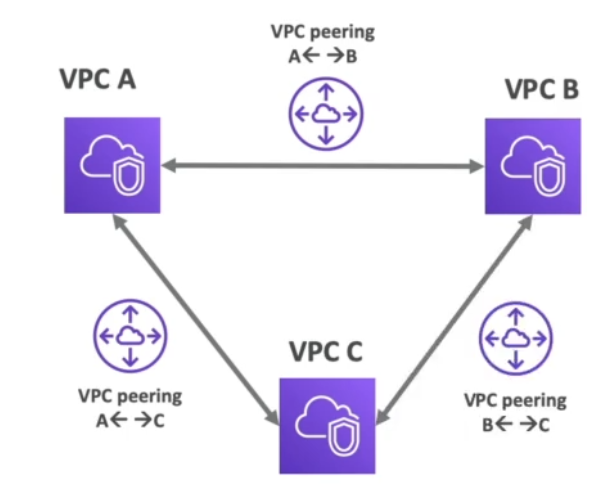 VPC peering
A← →B
VPC A
VPC B
VPC C
VPC peering
A← →C
VPC peering
B← →C